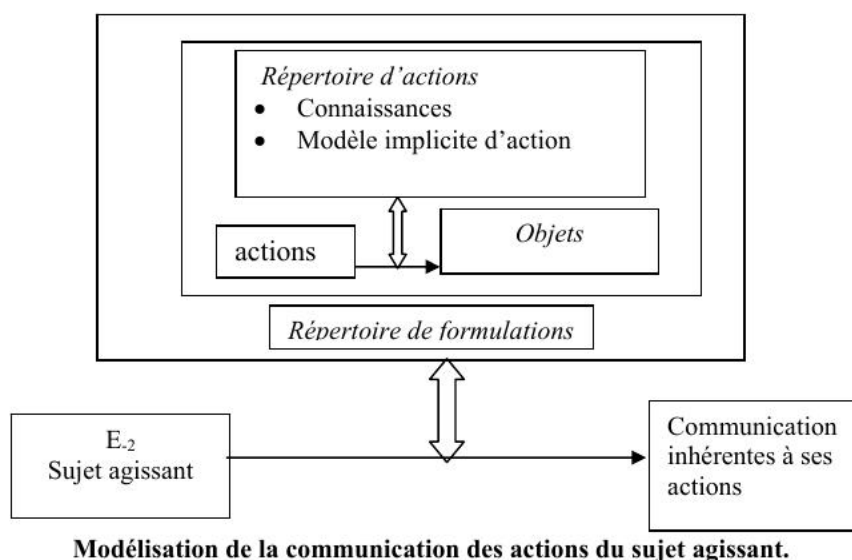 Répertoire d’actions
• Connaissances
• Modèle implicite d’action
actions
Objets
Répertoire de formulations
E-2
Sujet agissant
Communication
inhérentes à ses
actions
Modélisation de la communication des actions du sujet agissant.